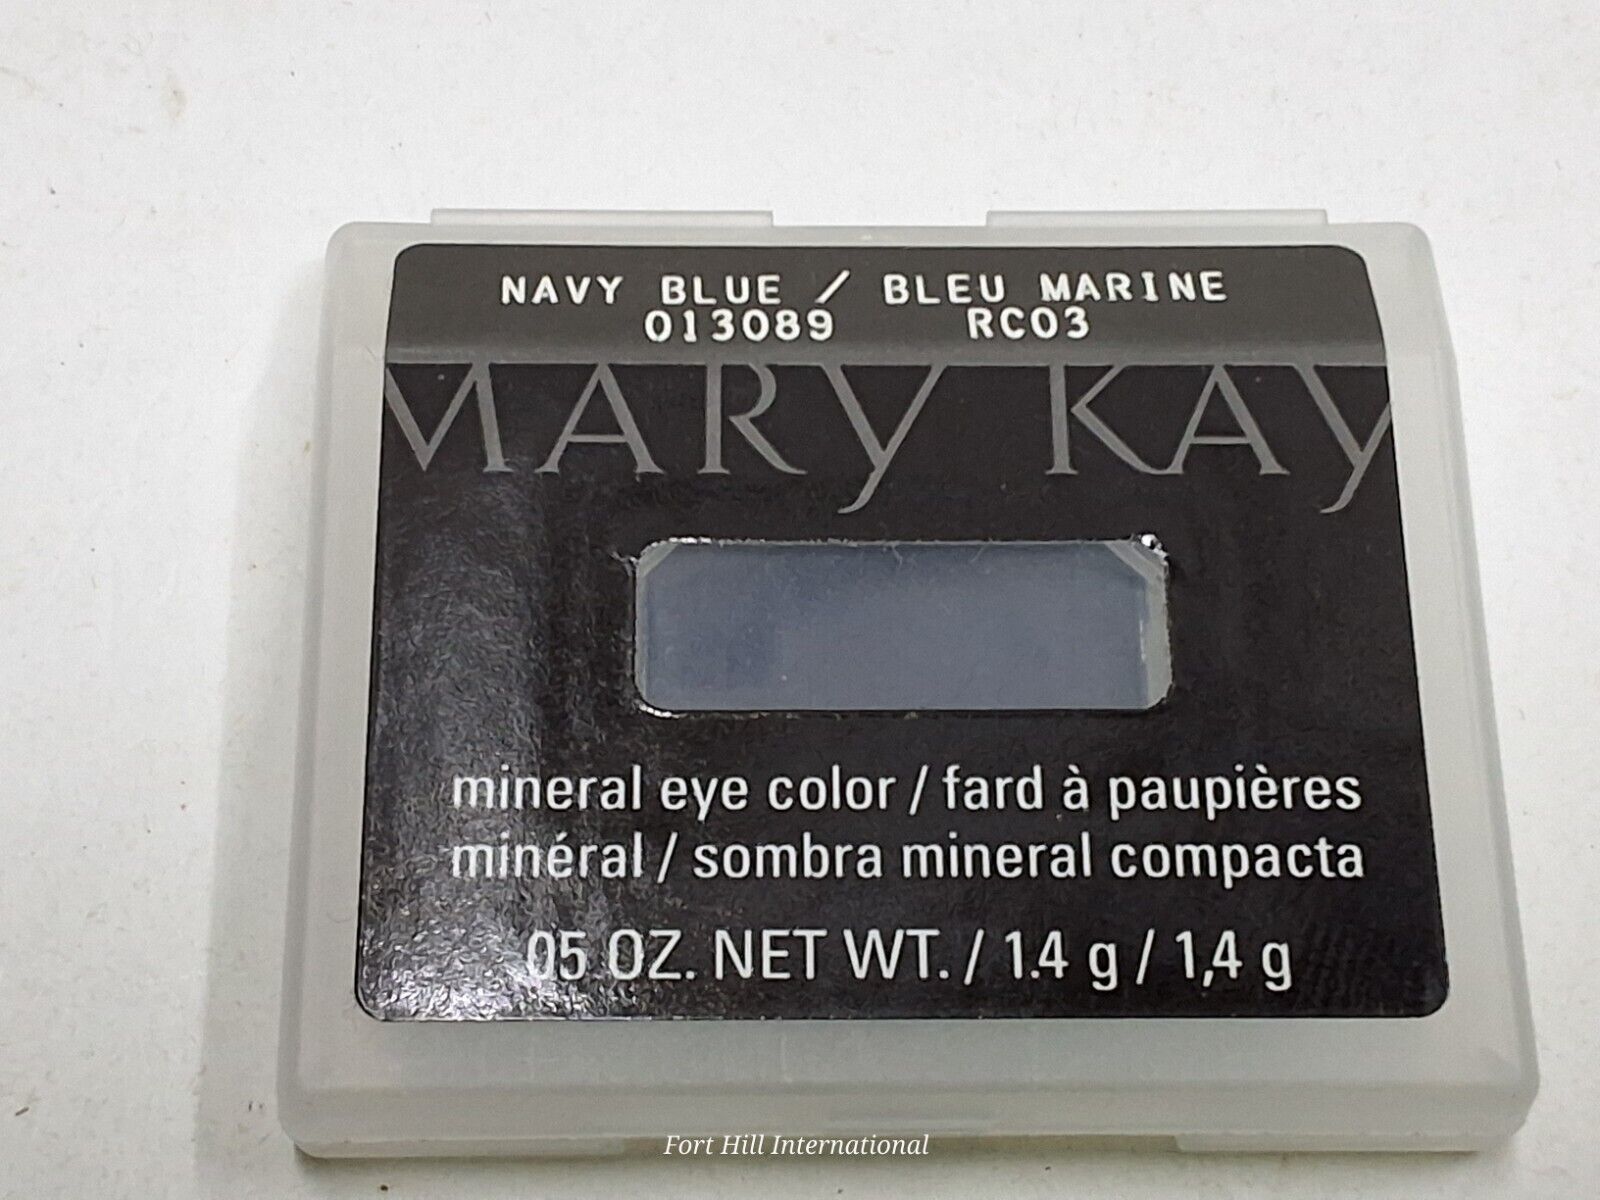 NAVY BLUE / BLEU MARINE
013089 RC03
MARY KAY
mineral eye color / fard à paupières
minéral / sombra mineral compacta
.05 OZ. NET WT. / 1.4 g / 1,4 g
Fort Hill International